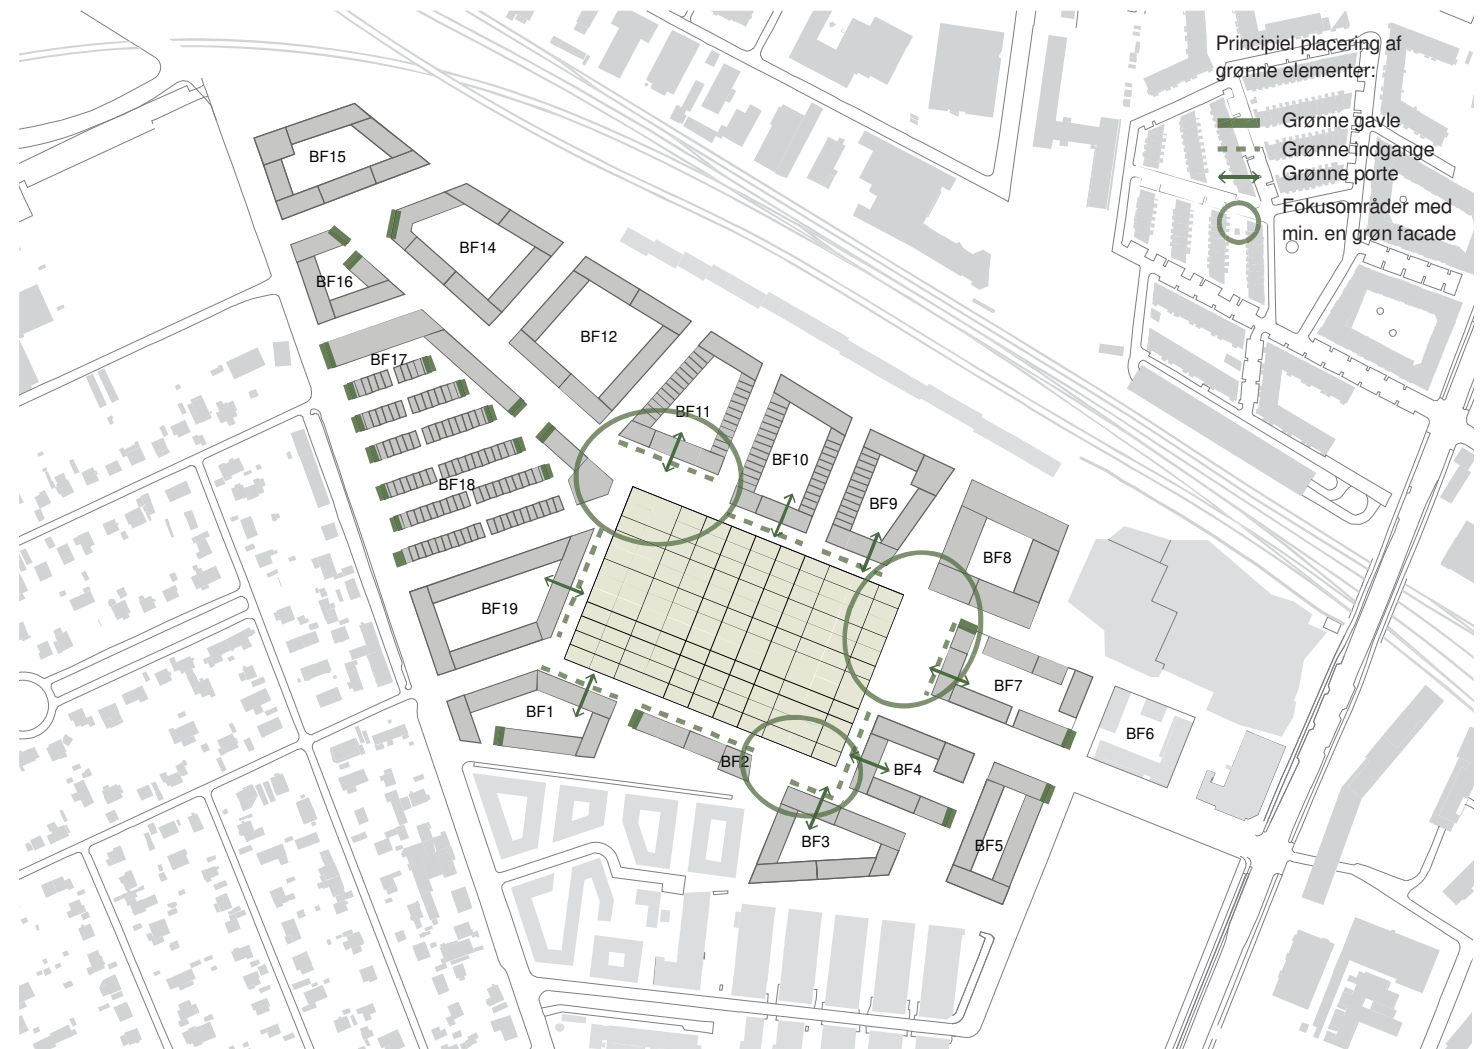 Principiel placering af
grønne elementer:
Grønne gavle
Grønne indgange
Grønne porte
Fokusområder med
min. en grøn facade
BF15
BF14
BF16
BF12
BF17
BF11
BF10
BF18
BF9
BF8
BF19
BF7
BF1
BF6
BF2
BF4
BF3
BF5